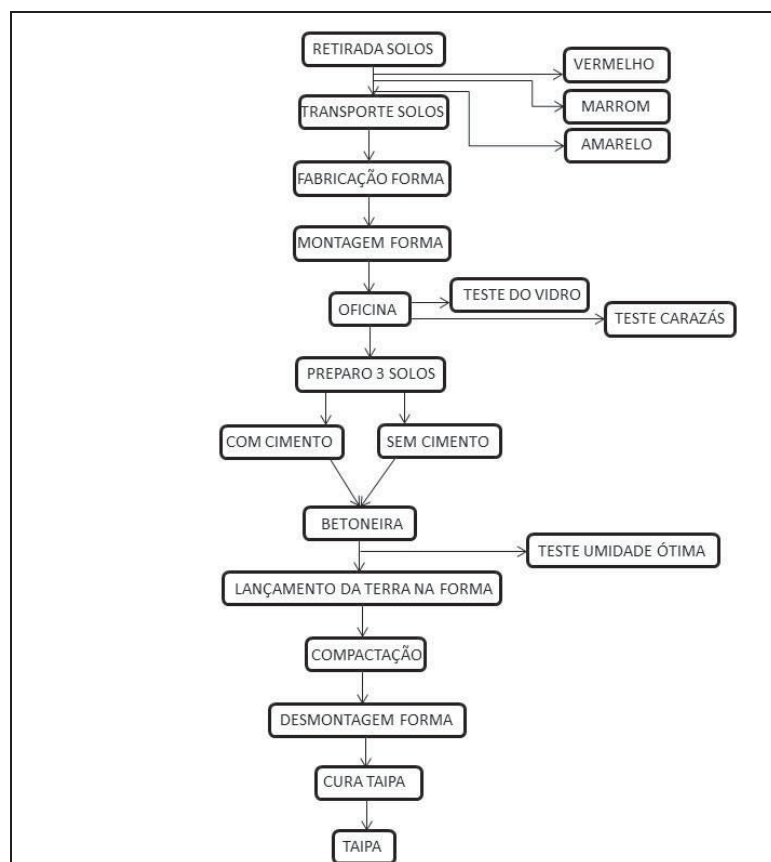 RETIRADA SOLOS
VERMELHO
MARROM
TRANSPORTE SOLOS
AMARELO
FABRICAÇÃO FORMA
MONTAGEM FORMA
TESTE DO VIDRO
OFICINA
TESTE CARAZÁS
PREPARO 3 SOLOS
COM CIMENTO
SEM CIMENTO
BETONEIRA
TESTE UMIDADE ÓTIMA
LANÇAMENTO DA TERRA NA FORMA
COMPACTAÇÃO
DESMONTAGEM FORMA
CURA TAIPA
TAIPA